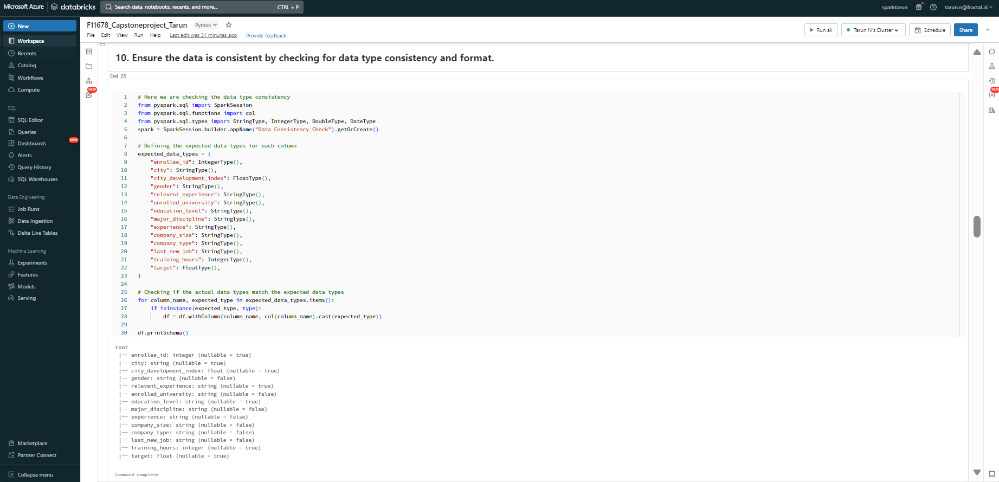 Microsoft Azure databricks Search data, notebooks, recents, and more... CTRL + P sparktarun tarun.n@fractal.ai
New
Workspace
Recents
Catalog
Workflows
Compute
SQL
SQL Editor
Queries
Dashboards NEW
Alerts
Query History
SQL Warehouses
Data Engineering
Job Runs
Data Ingestion
Delta Live Tables
Machine Learning
Experiments
Features
Models
Serving
Marketplace
Partner Connect
Collapse menu
F11678_Capstoneproject_Tarun Python
File Edit View Run Help Last edit was 31 minutes ago Provide feedback
Run all Tarun N's Cluster Schedule Share
NEW
NEW
10. Ensure the data is consistent by checking for data type consistency and format.
Cmd 25
1 # Here we are checking the data type consistency
2 from pyspark.sql import SparkSession
3 from pyspark.sql.functions import col
4 from pyspark.sql.types import StringType, IntegerType, DoubleType, DateType
5 spark = SparkSession.builder.appName("Data_Consistency_Check").getOrCreate()
6
7 # Defining the expected data types for each column
8 expected_data_types = {
9 "enrollee_id": IntegerType(),
10 "city": StringType(),
11 "city_development_index": FloatType(),
12 "gender": StringType(),
13 "relevent_experience": StringType(),
14 "enrolled_university": StringType(),
15 "education_level": StringType(),
16 "major_discipline": StringType(),
17 "experience": StringType(),
18 "company_size": StringType(),
19 "company_type": StringType(),
20 "last_new_job": StringType(),
21 "training_hours": IntegerType(),
22 "target": FloatType(),
23 }
24
25 # Checking if the actual data types match the expected data types
26 for column_name, expected_type in expected_data_types.items():
27 if isinstance(expected_type, type):
28 df = df.withColumn(column_name, col(column_name).cast(expected_type))
29
30 df.printSchema()
root
|-- enrollee_id: integer (nullable = true)
|-- city: string (nullable = true)
|-- city_development_index: float (nullable = true)
|-- gender: string (nullable = false)
|-- relevent_experience: string (nullable = true)
|-- enrolled_university: string (nullable = false)
|-- education_level: string (nullable = true)
|-- major_discipline: string (nullable = false)
|-- experience: string (nullable = false)
|-- company_size: string (nullable = false)
|-- company_type: string (nullable = false)
|-- last_new_job: string (nullable = false)
|-- training_hours: integer (nullable = true)
|-- target: float (nullable = true)
Command complete